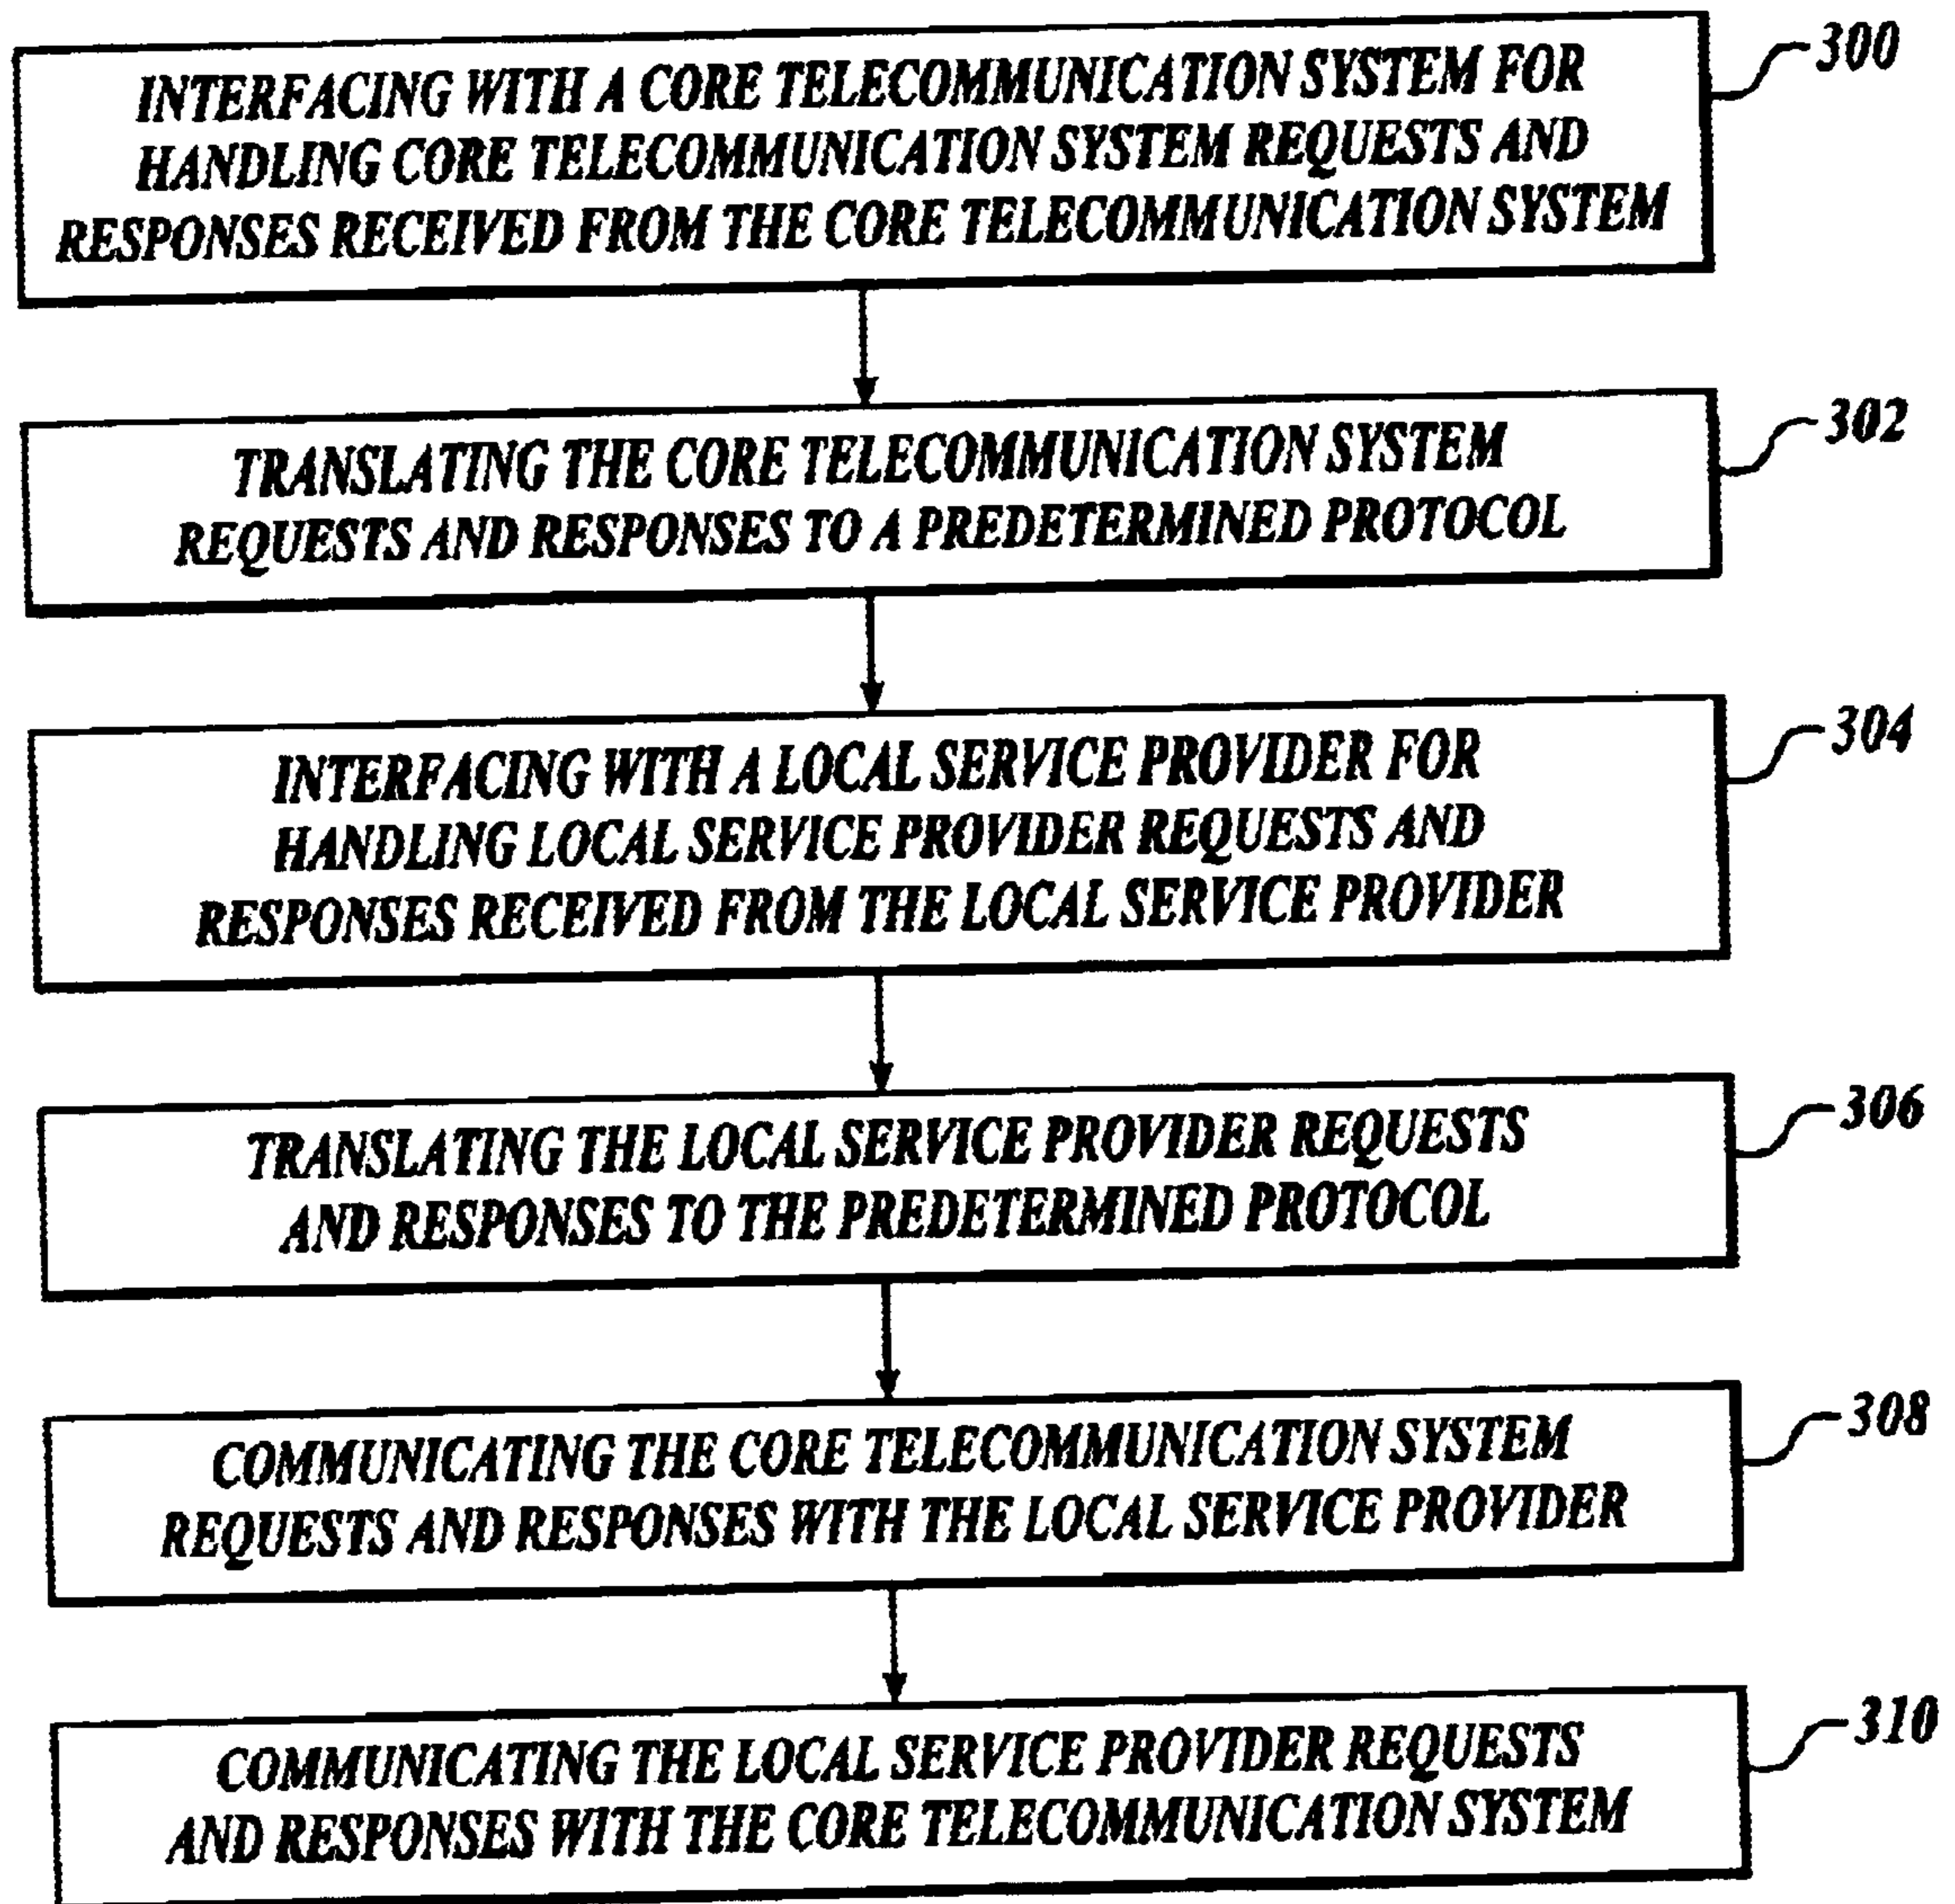 INTERFACING WITH A CORE TELECOMMUNICATION SYSTEM FOR
HANDLING CORE TELECOMMUNICATION SYSTEM REQUESTS AND
RESPONSES RECEIVED FROM THE CORE TELECOMMUNICATION SYSTEM
300
TRANSLATING THE CORE TELECOMMUNICATION SYSTEM
REQUESTS AND RESPONSES TO A PREDETERMINED PROTOCOL
302
INTERFACING WITH A LOCAL SERVICE PROVIDER FOR
HANDLING LOCAL SERVICE PROVIDER REQUESTS AND
RESPONSES RECEIVED FROM THE LOCAL SERVICE PROVIDER
304
TRANSLATING THE LOCAL SERVICE PROVIDER REQUESTS
AND RESPONSES TO THE PREDETERMINED PROTOCOL
306
COMMUNICATING THE CORE TELECOMMUNICATION SYSTEM
REQUESTS AND RESPONSES WITH THE LOCAL SERVICE PROVIDER
308
COMMUNICATING THE LOCAL SERVICE PROVIDER REQUESTS
AND RESPONSES WITH THE CORE TELECOMMUNICATION SYSTEM
310